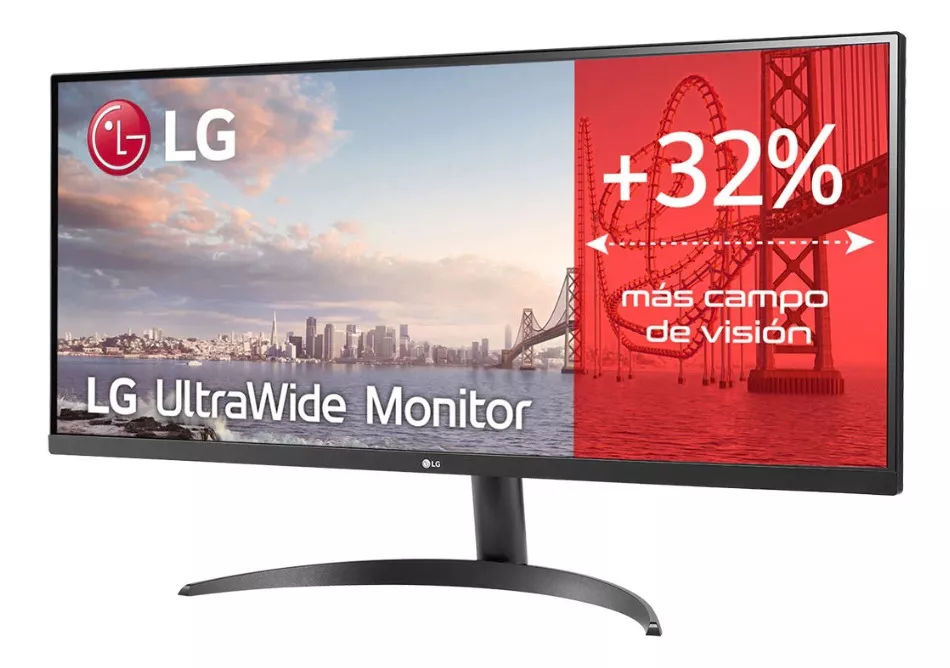 LG
+32%
más campo
de visión
LG UltraWide Monitor
LG